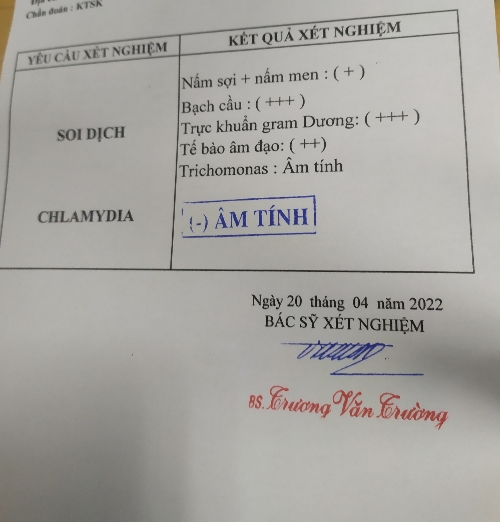 Chẩn đoán : KTSK
YÊU CẦU XÉT NGHIỆM
KẾT QUẢ XÉT NGHIỆM
SOI DỊCH
Nấm sợi + nấm men : ( + )
Bạch cầu : ( +++ )
Trực khuẩn gram Dương: ( +++ )
Tế bào âm đạo: ( ++)
Trichomonas : Âm tính
CHLAMYDIA
(-) ÂM TÍNH
Ngày 20 tháng 04 năm 2022
BÁC SỸ XÉT NGHIỆM
BS. Trương Văn Trường